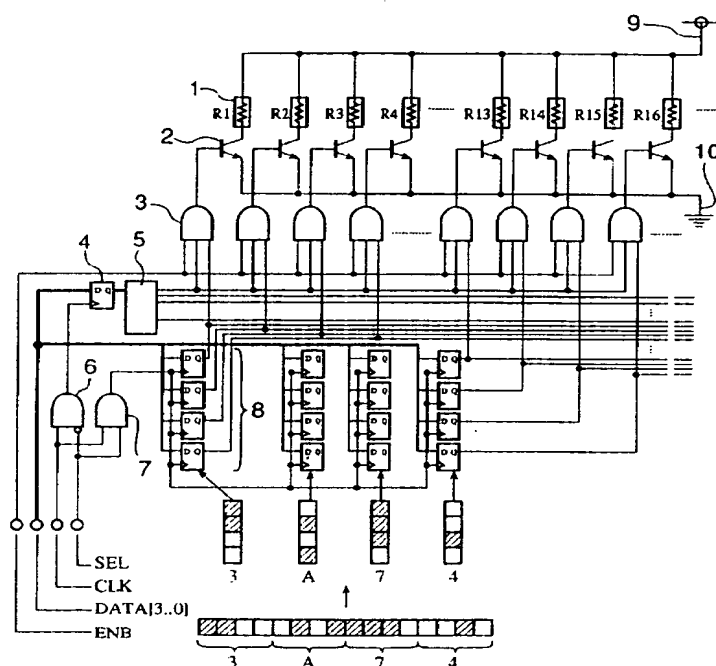 9
1
R1 R2 R3 R4 R13 R14 R15 R16
2
10
3
4 5
D Q
6
D Q D Q D Q D Q
D Q D Q D Q D Q
8
D Q D Q D Q D Q
7
D Q D Q D Q D Q
3 A 7 4
SEL
CLK
DATA[3..0]
ENB
3 A 7 4